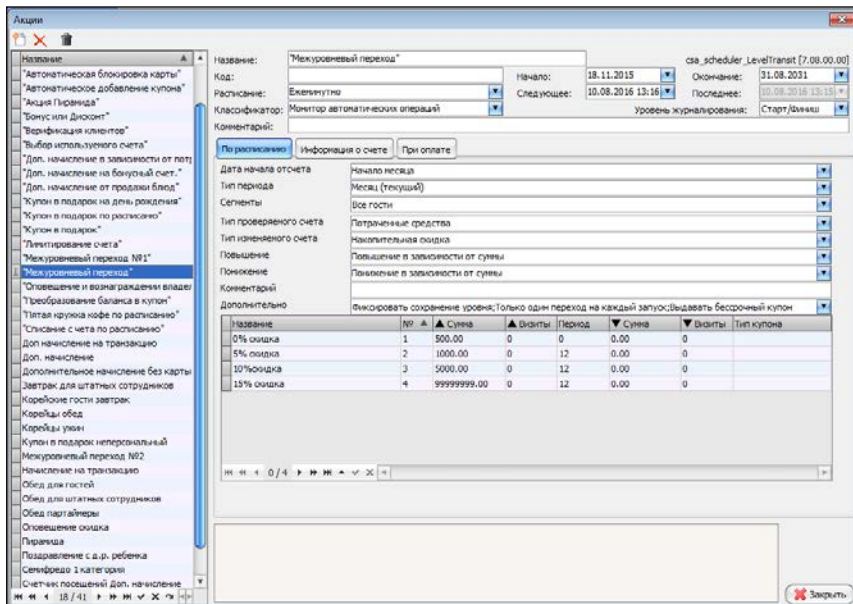 Акции
Название
"Автоматическая блокировка карты"
"Автоматическое добавление купона"
"Акция Пирамида"
"Бонус или Дисконт"
"Верификация клиентов"
"Выбор используемого счета"
"Доп. начисление в зависимости от потр
"Доп. начисление на бонусный счет."
"Доп. начисление от продажи блюд"
"Купон в подарок на день рождения"
"Купон в подарок по расписанию"
"Купон в подарок"
"Лимитирование счета"
"Межуровневый переход №1"
"Межуровневый переход"
"Оповещение и вознаграждении владел
"Преобразование баланса в купон"
"Пятая кружка кофе по расписанию"
"Списание с чета по расписанию"
Доп начисление на транзакцию
Доп. начисление
Дополнительное начисление без карты
Завтрак для штатных сотрудников
Корейские гости завтрак
Корейцы обед
Корейцы ужин
Купон в подарок неперсональный
Межуровневый переход №2
Начисление на транзакцию
Обед для гостей
Обед для штатных сотрудников
Обед партаймеры
Оповещение скидка
Пирамида
Поздравление с д.р. ребенка
Семифредо 1 категория
Счетчик посещений Доп. начисление
18 / 41
Название: "Межуровневый переход" csa_scheduler_LevelTransit [7.08.00.00]
Код: Начало: 18.11.2015 Окончание: 31.08.2031
Расписание: Ежеминутно Следующее: 10.08.2016 13:16 Последнее: 10.08.2016 13:15
Классификатор: Монитор автоматических операций Уровень журналирования: Старт/Финиш
Комментарий:
По расписанию Информация о счете При оплате
Дата начала отсчета Начало месяца
Тип периода Месяц (текущий)
Сегменты Все гости
Тип проверяемого счета Потраченные средства
Тип изменяемого счета Накопительная скидка
Повышение Повышение в зависимости от суммы
Понижение Понижение в зависимости от суммы
Комментарий
Дополнительно Фиксировать сохранение уровня;Только один переход на каждый запуск;Выдавать бессрочный купон
Название № ▲ ▲ Сумма ▲ Визиты Период ▼ Сумма ▼ Визиты Тип купона
0% скидка 1 500.00 0 0 0.00 0
5% скидка 2 1000.00 0 12 0.00 0
10%скидка 3 5000.00 0 12 0.00 0
15% скидка 4 99999999.00 0 12 0.00 0
0 / 4
Закрыть